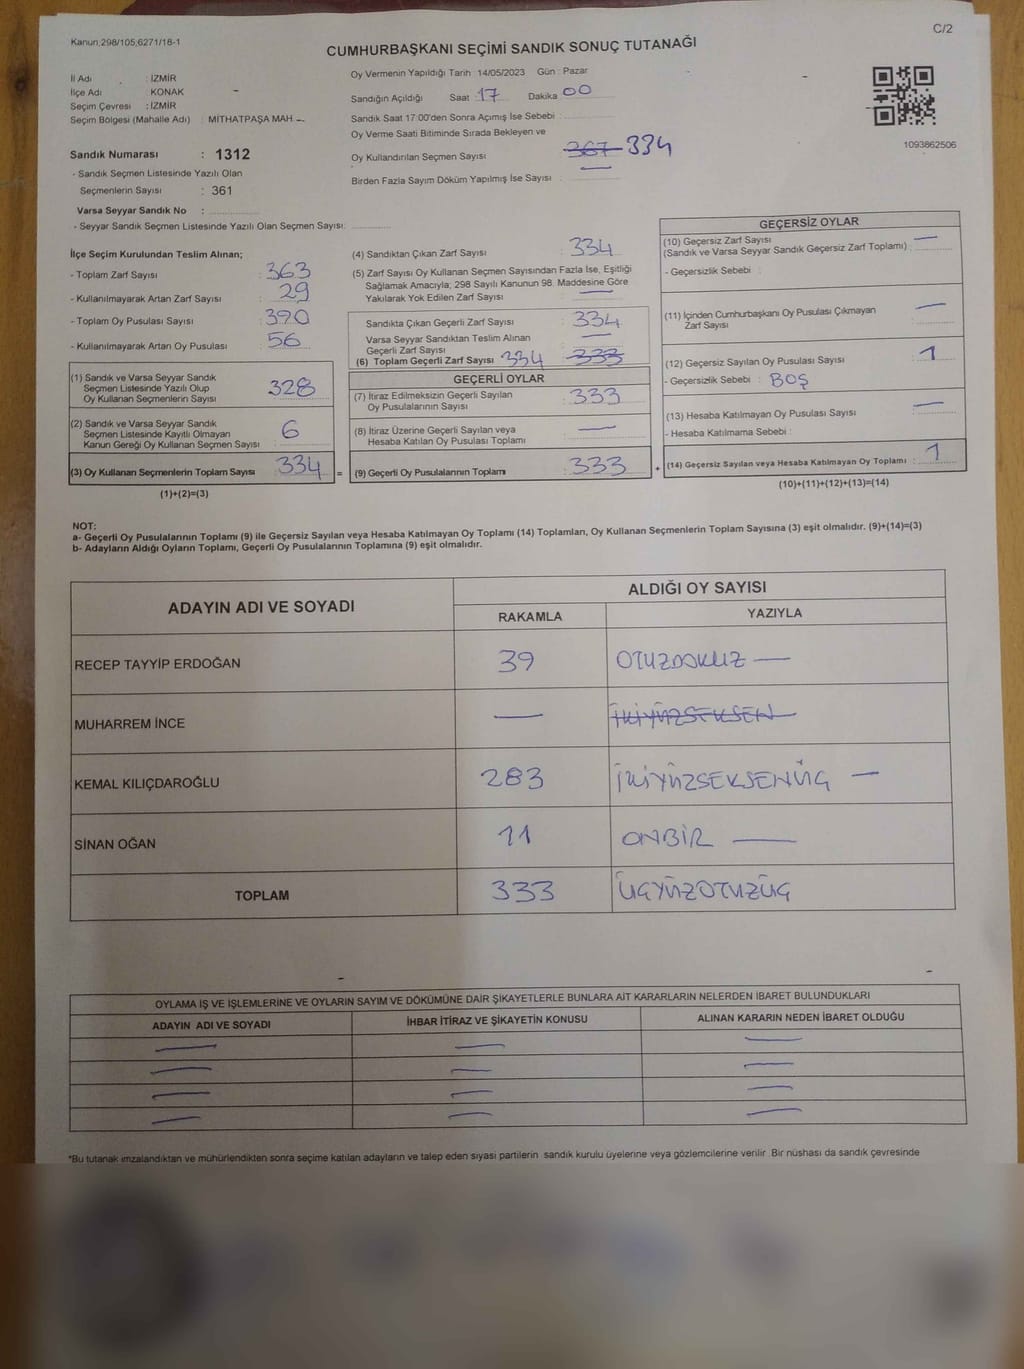 Kanun,298/105,6271/18-1
C/2
CUMHURBAŞKANI SEÇİMİ SANDIK SONUÇ TUTANAĞI
İl Adı : İZMİR
İlçe Adı : KONAK
Seçim Çevresi : İZMİR
Seçim Bölgesi (Mahalle Adı) : MİTHATPAŞA MAH
Sandık Numarası : 1312
- Sandık Seçmen Listesinde Yazılı Olan
Seçmenlerin Sayısı : 361
Varsa Seyyar Sandık No :
- Seyyar Sandık Seçmen Listesinde Yazılı Olan Seçmen Sayısı:
Oy Vermenin Yapıldığı Tarih 14/05/2023 Gün : Pazar
Sandığın Açıldığı Saat 17 Dakika 00
Sandık Saat 17:00'den Sonra Açımış İse Sebebi :
Oy Verme Saati Bitiminde Sırada Bekleyen ve
Oy Kullandırılan Seçmen Sayısı 367 334
Birden Fazla Sayım Döküm Yapılmış İse Sayısı :
1093862506
İlçe Seçim Kurulundan Teslim Alınan;
- Toplam Zarf Sayısı : 363
- Kullanılmayarak Artan Zarf Sayısı : 29
- Toplam Oy Pusulası Sayısı : 390
- Kullanılmayarak Artan Oy Pusulası : 56
(1) Sandık ve Varsa Seyyar Sandık
Seçmen Listesinde Yazılı Olup
Oy Kullanan Seçmenlerin Sayısı : 328
(2) Sandık ve Varsa Seyyar Sandık
Seçmen Listesinde Kayıtlı Olmayan
Kanun Gereği Oy Kullanan Seçmen Sayısı : 6
(3) Oy Kullanan Seçmenlerin Toplam Sayısı : 334 =
(1)+(2)=(3)
(4) Sandıktan Çıkan Zarf Sayısı : 334
(5) Zarf Sayısı Oy Kullanan Seçmen Sayısından Fazla İse, Eşitliği
Sağlamak Amacıyla; 298 Sayılı Kanunun 98. Maddesine Göre
Yakılarak Yok Edilen Zarf Sayısı :
Sandıkta Çıkan Geçerli Zarf Sayısı : 334
Varsa Seyyar Sandıktan Teslim Alınan
Geçerli Zarf Sayısı
(6) Toplam Geçerli Zarf Sayısı 334 333
GEÇERLİ OYLAR
(7) İtiraz Edilmeksizin Geçerli Sayılan
Oy Pusulalarının Sayısı : 333
(8) İtiraz Üzerine Geçerli Sayılan veya
Hesaba Katılan Oy Pusulası Toplamı
(9) Geçerli Oy Pusulalarının Toplamı : 333 +
GEÇERSİZ OYLAR
(10) Geçersiz Zarf Sayısı
(Sandık ve Varsa Seyyar Sandık Geçersiz Zarf Toplamı) :
- Geçersizlik Sebebi :
(11) İçinden Cumhurbaşkanı Oy Pusulası Çıkmayan
Zarf Sayısı :
(12) Geçersiz Sayılan Oy Pusulası Sayısı : 1
- Geçersizlik Sebebi : BOŞ
(13) Hesaba Katılmayan Oy Pusulası Sayısı :
- Hesaba Katılmama Sebebi :
(14) Geçersiz Sayılan veya Hesaba Katılmayan Oy Toplamı : 1
(10)+(11)+(12)+(13)=(14)
NOT:
a- Geçerli Oy Pusulalarının Toplamı (9) ile Geçersiz Sayılan veya Hesaba Katılmayan Oy Toplamı (14) Toplamları, Oy Kullanan Seçmenlerin Toplam Sayısına (3) eşit olmalıdır. (9)+(14)=(3)
b- Adayların Aldığı Oyların Toplamı, Geçerli Oy Pusulalarının Toplamına (9) eşit olmalıdır.
ADAYIN ADI VE SOYADI ALDIĞI OY SAYISI
RAKAMLA YAZIYLA
RECEP TAYYİP ERDOĞAN 39 OTUZDOKUZ
MUHARREM İNCE — İKİYÜZSEKSEN
KEMAL KILIÇDAROĞLU 283 İKİYÜZSEKSENÜÇ
SİNAN OĞAN 11 ONBİR
TOPLAM 333 ÜÇYÜZOTUZÜÇ
OYLAMA İŞ VE İŞLEMLERİNE VE OYLARIN SAYIM VE DÖKÜMÜNE DAİR ŞİKAYETLERLE BUNLARA AİT KARARLARIN NELERDEN İBARET BULUNDUKLARI
ADAYIN ADI VE SOYADI İHBAR İTİRAZ VE ŞİKAYETİN KONUSU ALINAN KARARIN NEDEN İBARET OLDUĞU
*Bu tutanak imzalandıktan ve mühürlendikten sonra seçime katılan adayların ve talep eden siyasi partilerin sandık kurulu üyelerine veya gözlemcilerine verilir. Bir nüshası da sandık çevresinde